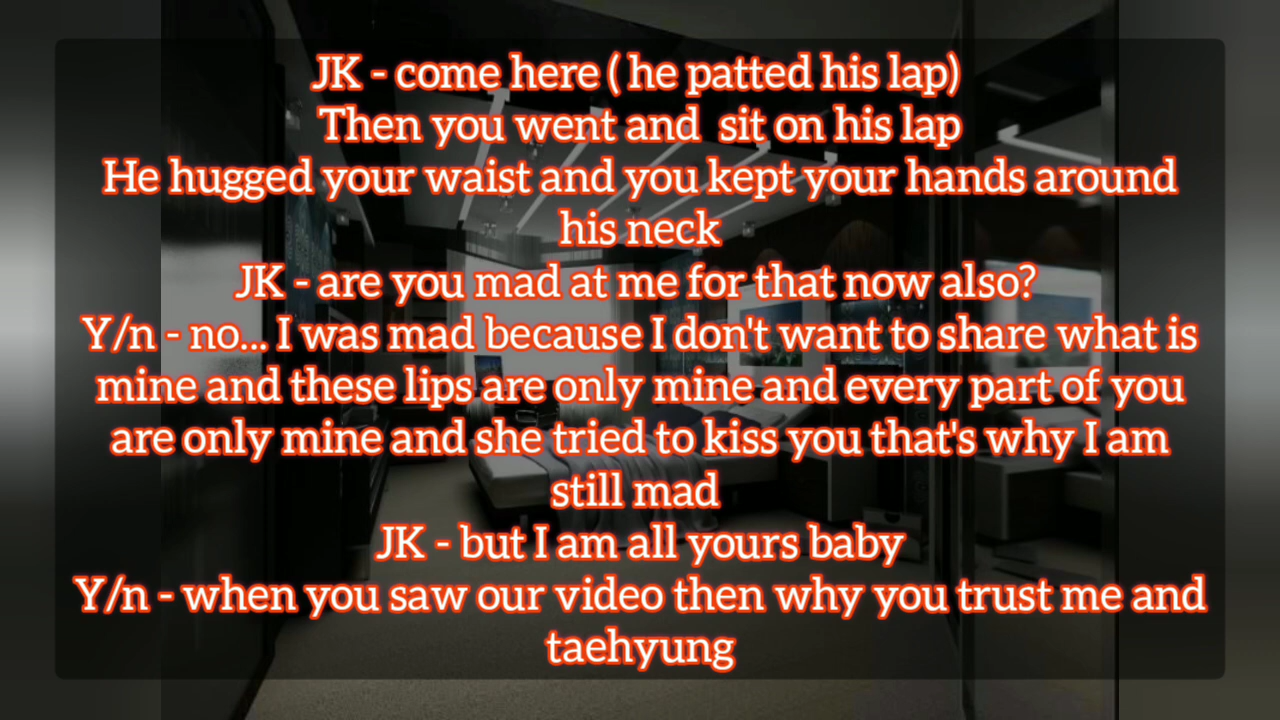 JK - come here ( he patted his lap)
Then you went and  sit on his lap
He hugged your waist and you kept your hands around
his neck
JK - are you mad at me for that now also?
Y/n - no... I was mad because I don't want to share what is
mine and these lips are only mine and every part of you
are only mine and she tried to kiss you that's why I am
still mad
JK - but I am all yours baby
Y/n - when you saw our video then why you trust me and
taehyung